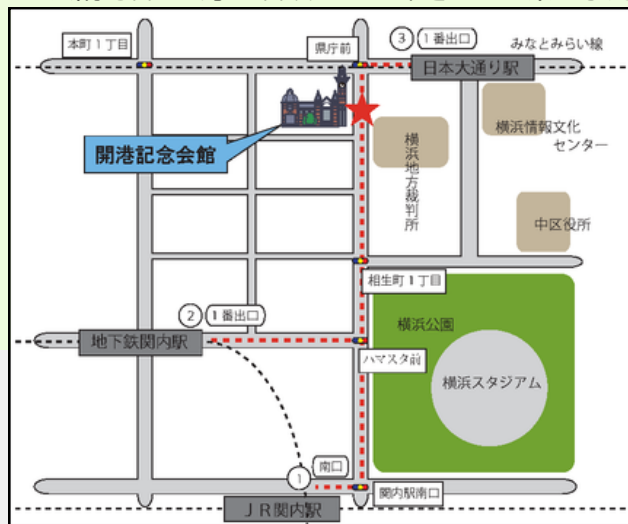 本町1丁目
県庁前
③ 1番出口
みなとみらい線
日本大通り駅
開港記念会館
横浜地方裁判所
横浜情報文化
センター
中区役所
相生町1丁目
② 1番出口
地下鉄関内駅
ハマスタ前
横浜公園
横浜スタジアム
① 南口
関内駅南口
JR関内駅